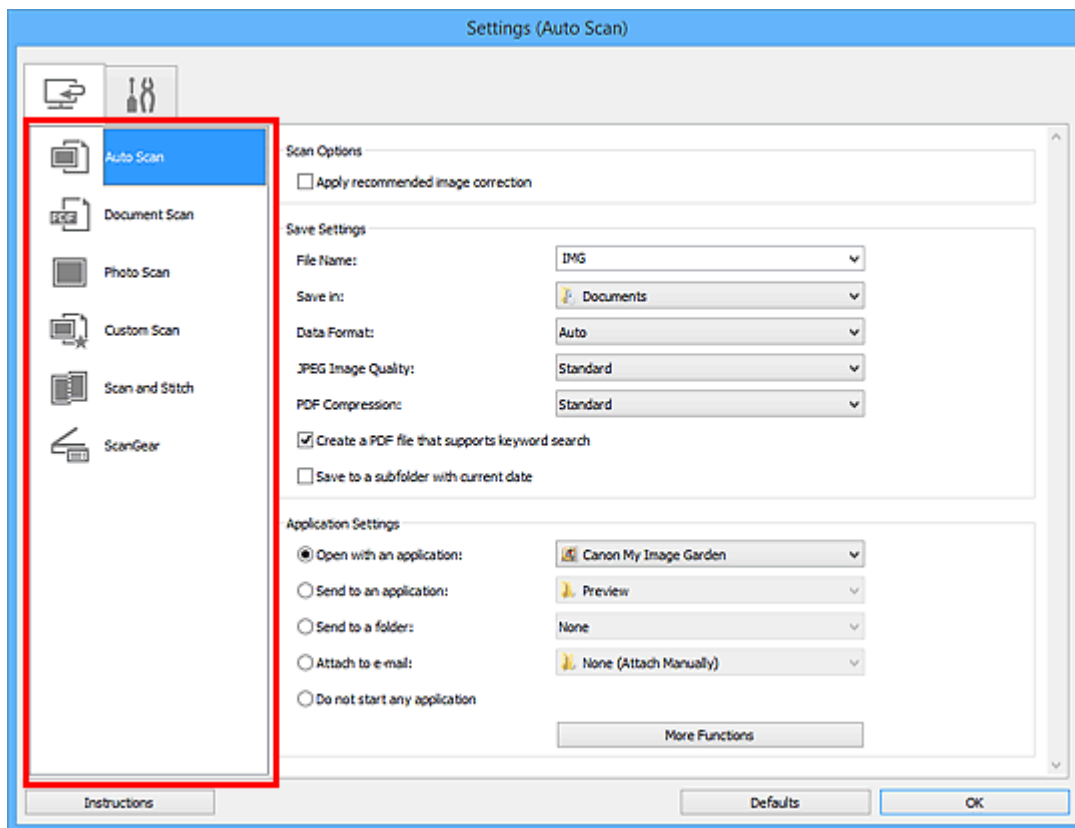 Settings (Auto Scan)
Auto Scan
PDF
Document Scan
Photo Scan
Custom Scan
Scan and Stitch
ScanGear
Scan Options
Apply recommended image correction
Save Settings
File Name: IMG
Save in: Documents
Data Format: Auto
JPEG Image Quality: Standard
PDF Compression: Standard
Create a PDF file that supports keyword search
Save to a subfolder with current date
Application Settings
Open with an application: Canon My Image Garden
Send to an application: Preview
Send to a folder: None
Attach to e-mail: None (Attach Manually)
Do not start any application
More Functions
Instructions Defaults OK